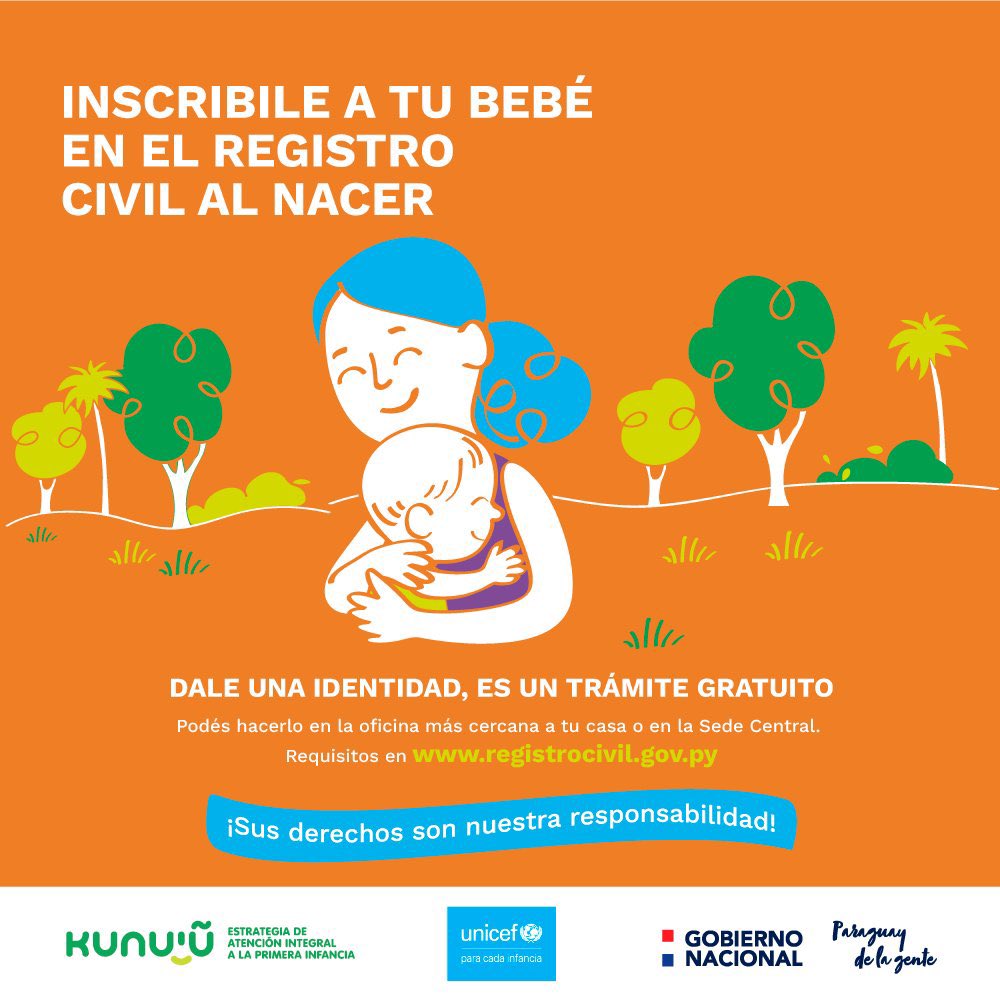 INSCRIBILE A TU BEBÉ
EN EL REGISTRO
CIVIL AL NACER
DALE UNA IDENTIDAD, ES UN TRÁMITE GRATUITO
Podés hacerlo en la oficina más cercana a tu casa o en la Sede Central.
Requisitos en www.registrocivil.gov.py
¡Sus derechos son nuestra responsabilidad!
KUNU'Ũ
ESTRATEGIA DE
ATENCIÓN INTEGRAL
A LA PRIMERA INFANCIA
unicef
para cada infancia
GOBIERNO
NACIONAL
Paraguay
de la gente